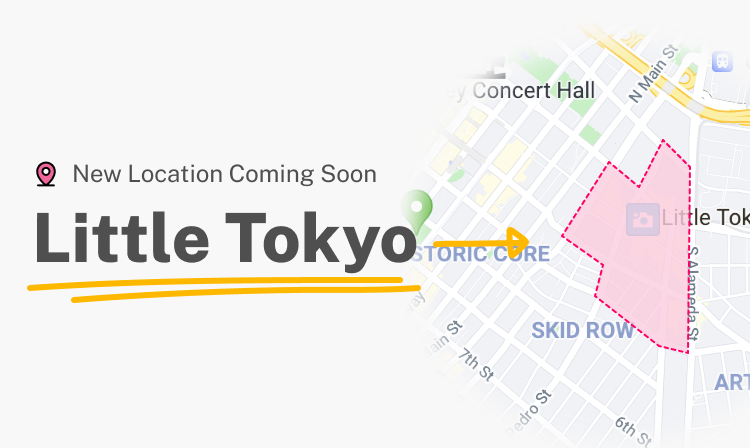 New Location Coming Soon
Little Tokyo
Concert Hall
N Main St
Little Tok
STORIC CORE
S Alameda St
SKID ROW
ain St
7th St
ART
edro St
6th St